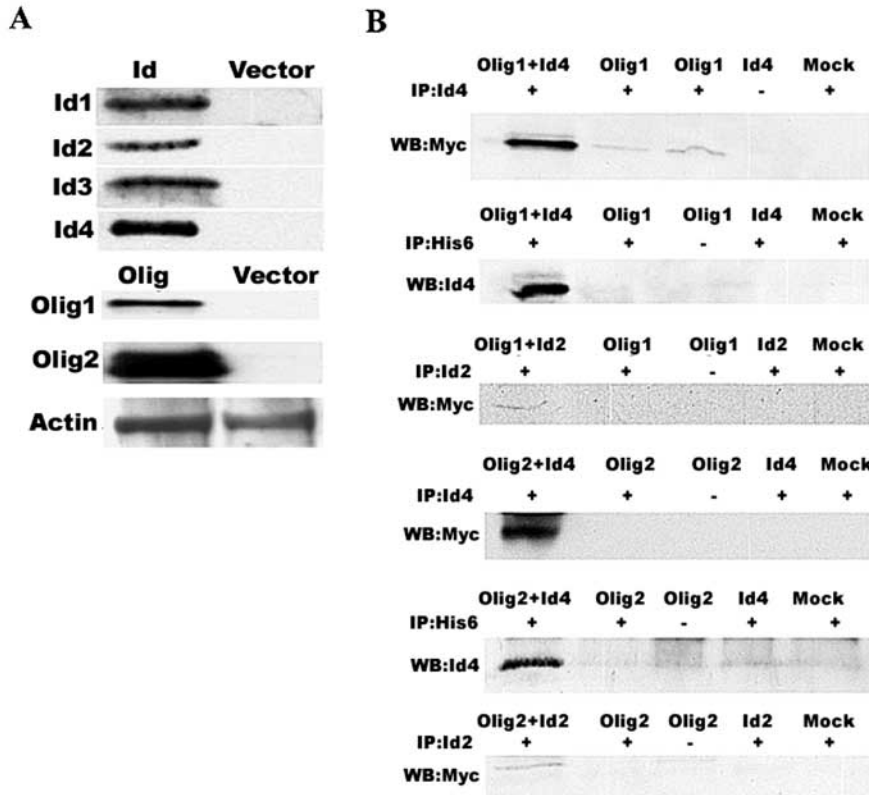 A
Id Vector
Id1
Id2
Id3
Id4
Olig Vector
Olig1
Olig2
Actin
B
Olig1+Id4 Olig1 Olig1 Id4 Mock
IP:Id4 + + + - +
WB:Myc
Olig1+Id4 Olig1 Olig1 Id4 Mock
IP:His6 + + - + +
WB:Id4
Olig1+Id2 Olig1 Olig1 Id2 Mock
IP:Id2 + + - + +
WB:Myc
Olig2+Id4 Olig2 Olig2 Id4 Mock
IP:Id4 + + - + +
WB:Myc
Olig2+Id4 Olig2 Olig2 Id4 Mock
IP:His6 + + - + +
WB:Id4
Olig2+Id2 Olig2 Olig2 Id2 Mock
IP:Id2 + + - + +
WB:Myc